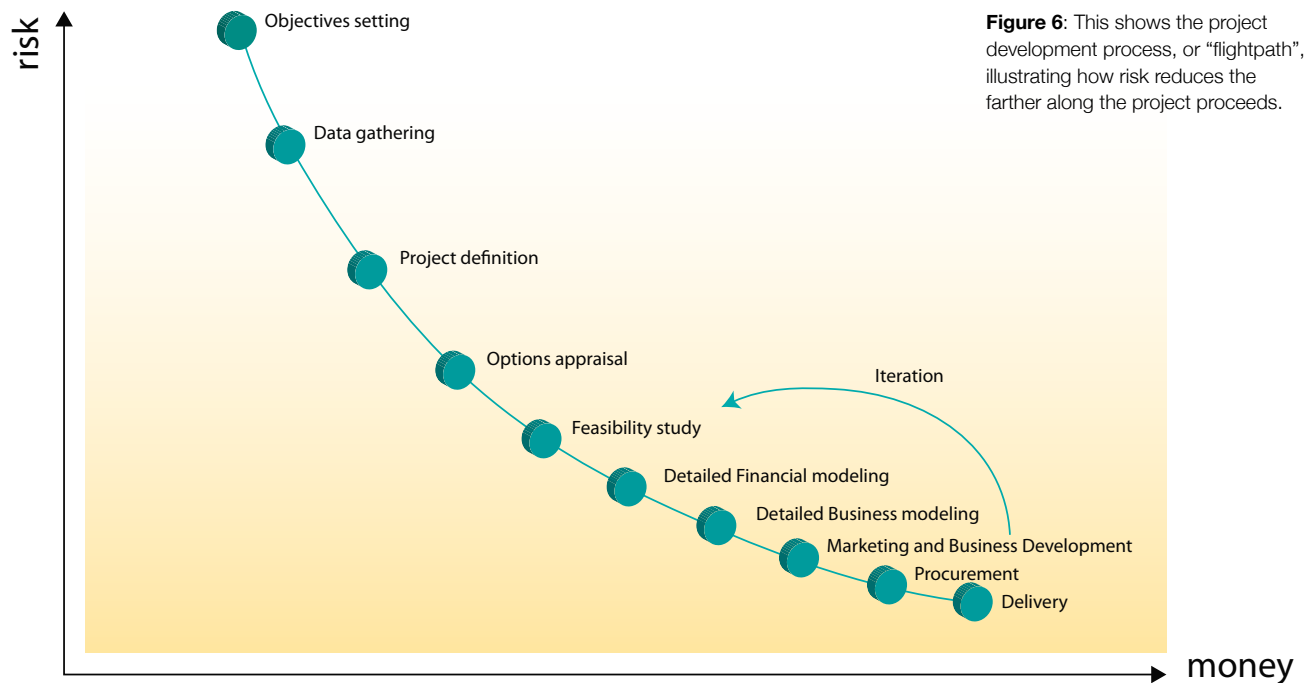 risk
Objectives setting
Figure 6: This shows the project
development process, or “flightpath”,
illustrating how risk reduces the
farther along the project proceeds.
Data gathering
Project definition
Options appraisal
Iteration
Feasibility study
Detailed Financial modeling
Detailed Business modeling
Marketing and Business Development
Procurement
Delivery
money